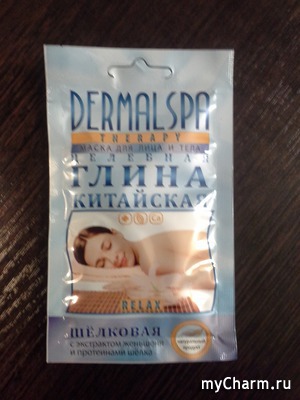 DERMALSPA
THERAPY
МАСКА ДЛЯ ЛИЦА И ТЕЛА
ЦЕЛЕБНАЯ
ГЛИНА
КИТАЙСКАЯ
RELAX
ШЁЛКОВАЯ
с экстрактом женьшеня
и протеинами шёлка
myCharm.ru